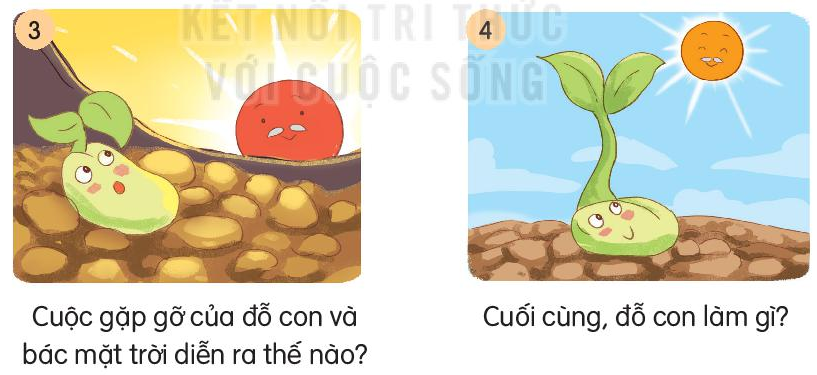 KẾT NỐI TRI THỨC
VỚI CUỘC SỐNG
3
4
Cuộc gặp gỡ của đỗ con và
bác mặt trời diễn ra thế nào?
Cuối cùng, đỗ con làm gì?